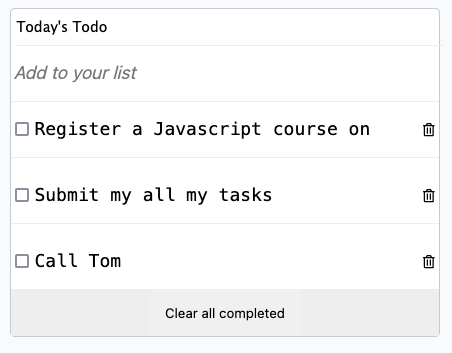 Today's Todo
Add to your list
Register a Javascript course on
Submit my all my tasks
Call Tom
Clear all completed